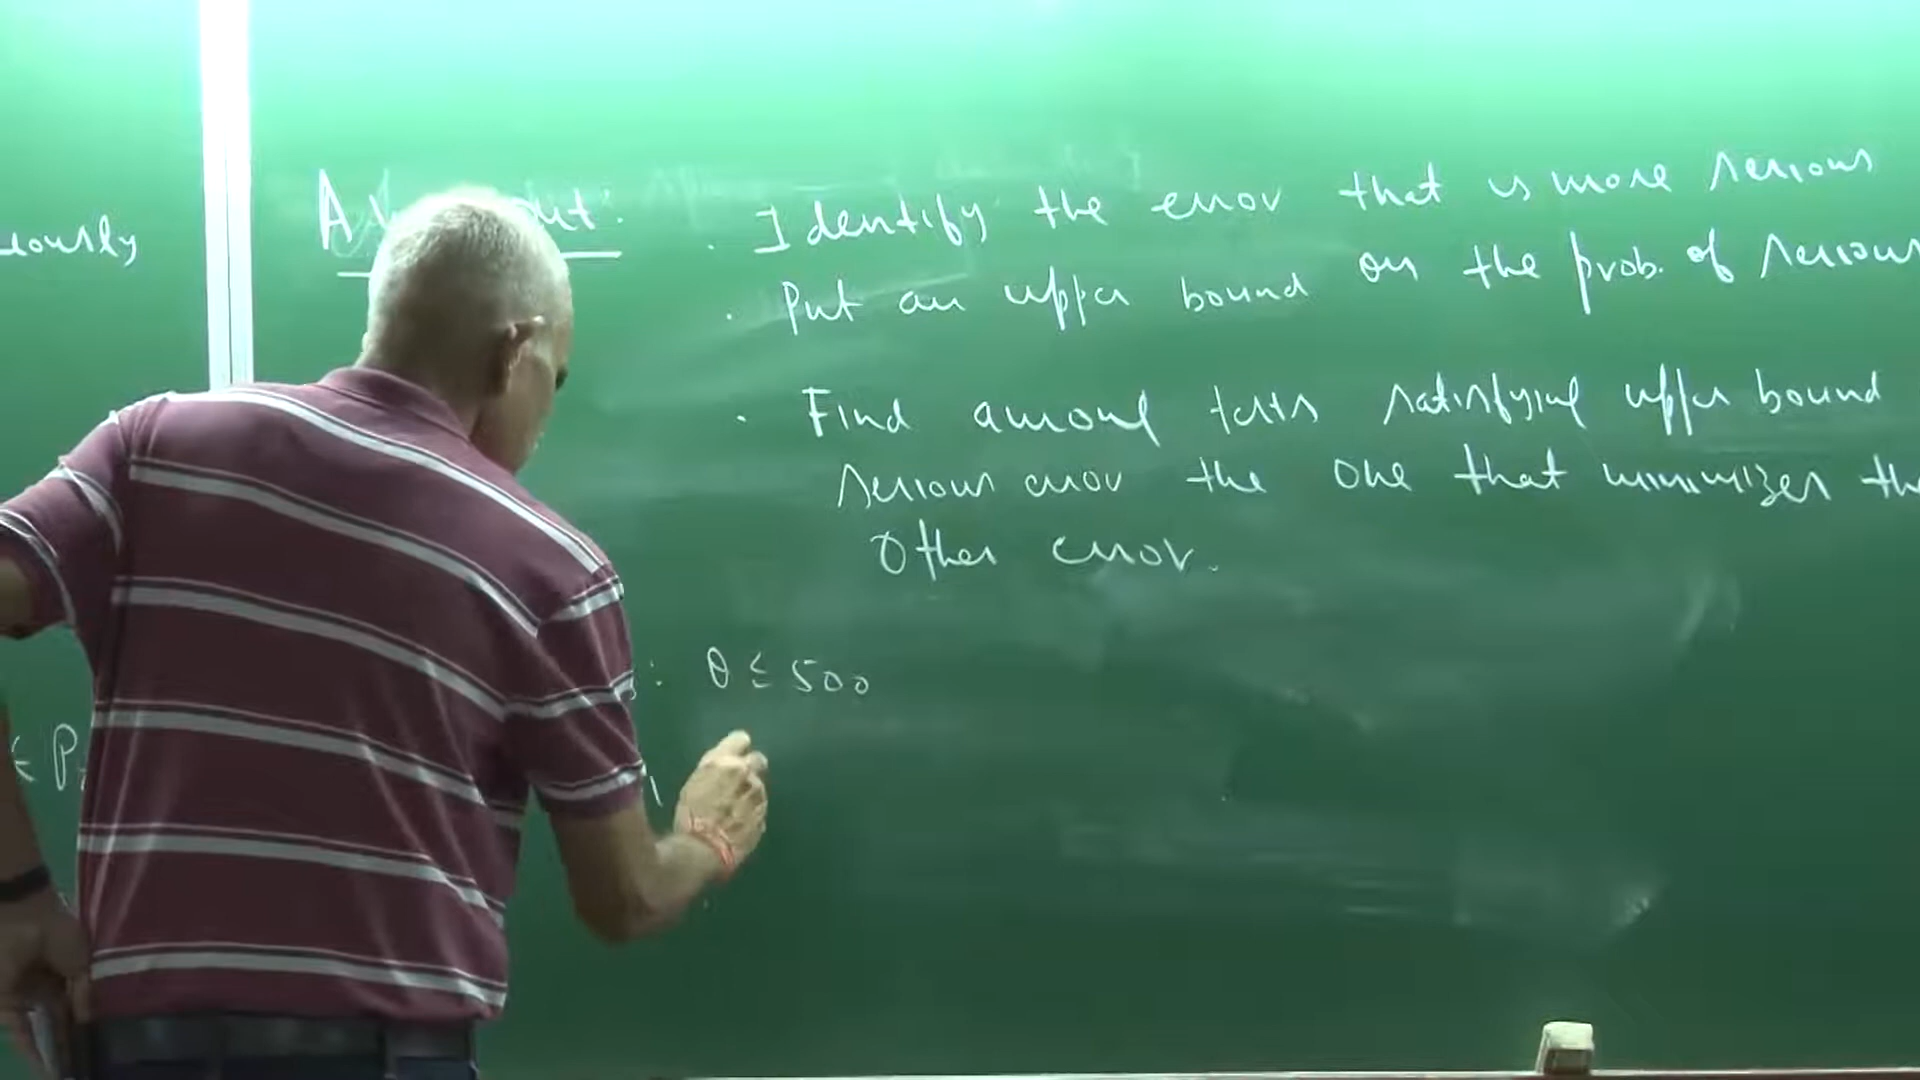 · Identify the error that is more serious
· Put an upper bound on the prob. of serious
· Find among tests satisfying upper bound
serious error the one that minimizes the
other error.
: θ ≤ 500